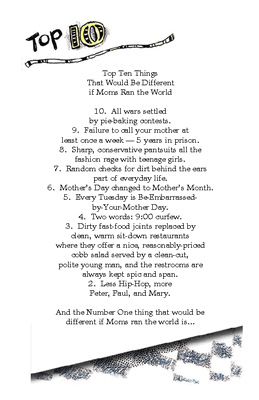 TOP TEN
Top Ten Things
That Would Be Different
if Moms Ran the World
10. All wars settled
by pie-baking contests.
9. Failure to call your mother at
least once a week — 5 years in prison.
8. Sharp, conservative pantsuits all the
fashion rage with teenage girls.
7. Random checks for dirt behind the ears
part of everyday life.
6. Mother's Day changed to Mother's Month.
5. Every Tuesday is Be-Embarrassed-
by-Your-Mother Day.
4. Two words: 9:00 curfew.
3. Dirty fast-food joints replaced by
clean, warm sit-down restaurants
where they offer a nice, reasonably-priced
cobb salad served by a clean-cut,
polite young man, and the restrooms are
always kept spic and span.
2. Less Hip-Hop, more
Peter, Paul, and Mary.
And the Number One thing that would be
different if Moms ran the world is...